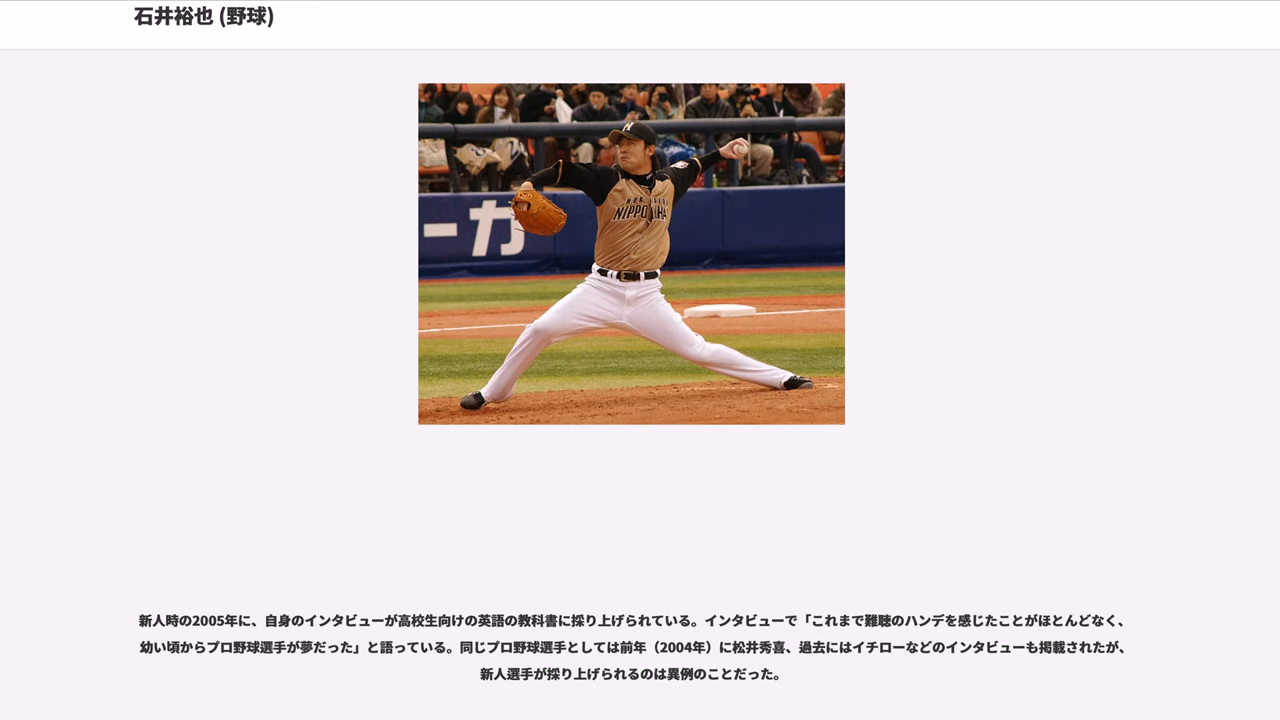 石井裕也 (野球)
ーカ
NIPPON HAM
新人時の2005年に、自身のインタビューが高校生向けの英語の教科書に採り上げられている。インタビューで「これまで難聴のハンデを感じたことがほとんどなく、
幼い頃からプロ野球選手が夢だった」と語っている。同じプロ野球選手としては前年（2004年）に松井秀喜、過去にはイチローなどのインタビューも掲載されたが、
新人選手が採り上げられるのは異例のことだった。